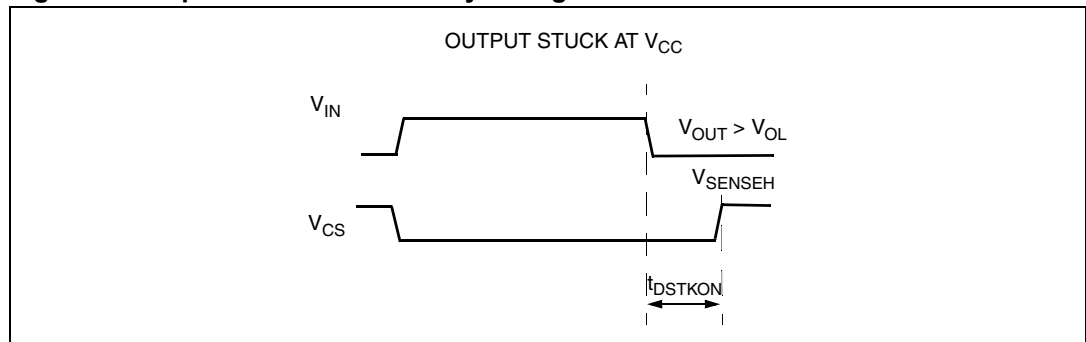 OUTPUT STUCK AT VCC
VIN
VOUT > VOL
VSENSEH
VCS
tDSTKON